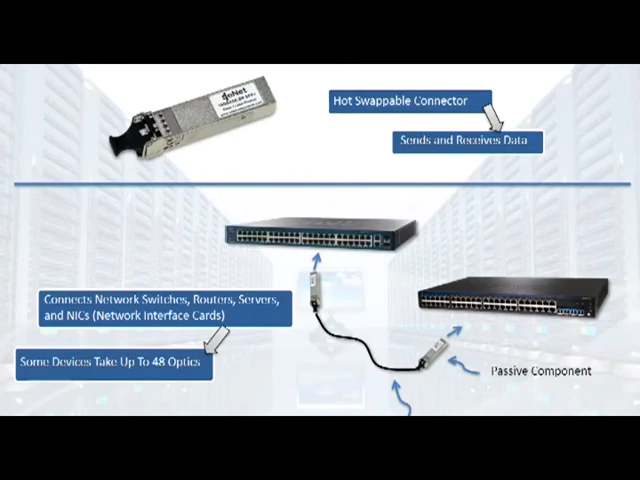 Hot Swappable Connector
Sends and Receives Data
Connects Network Switches, Routers, Servers,
and NICs (Network Interface Cards)
Some Devices Take Up To 48 Optics
Passive Component